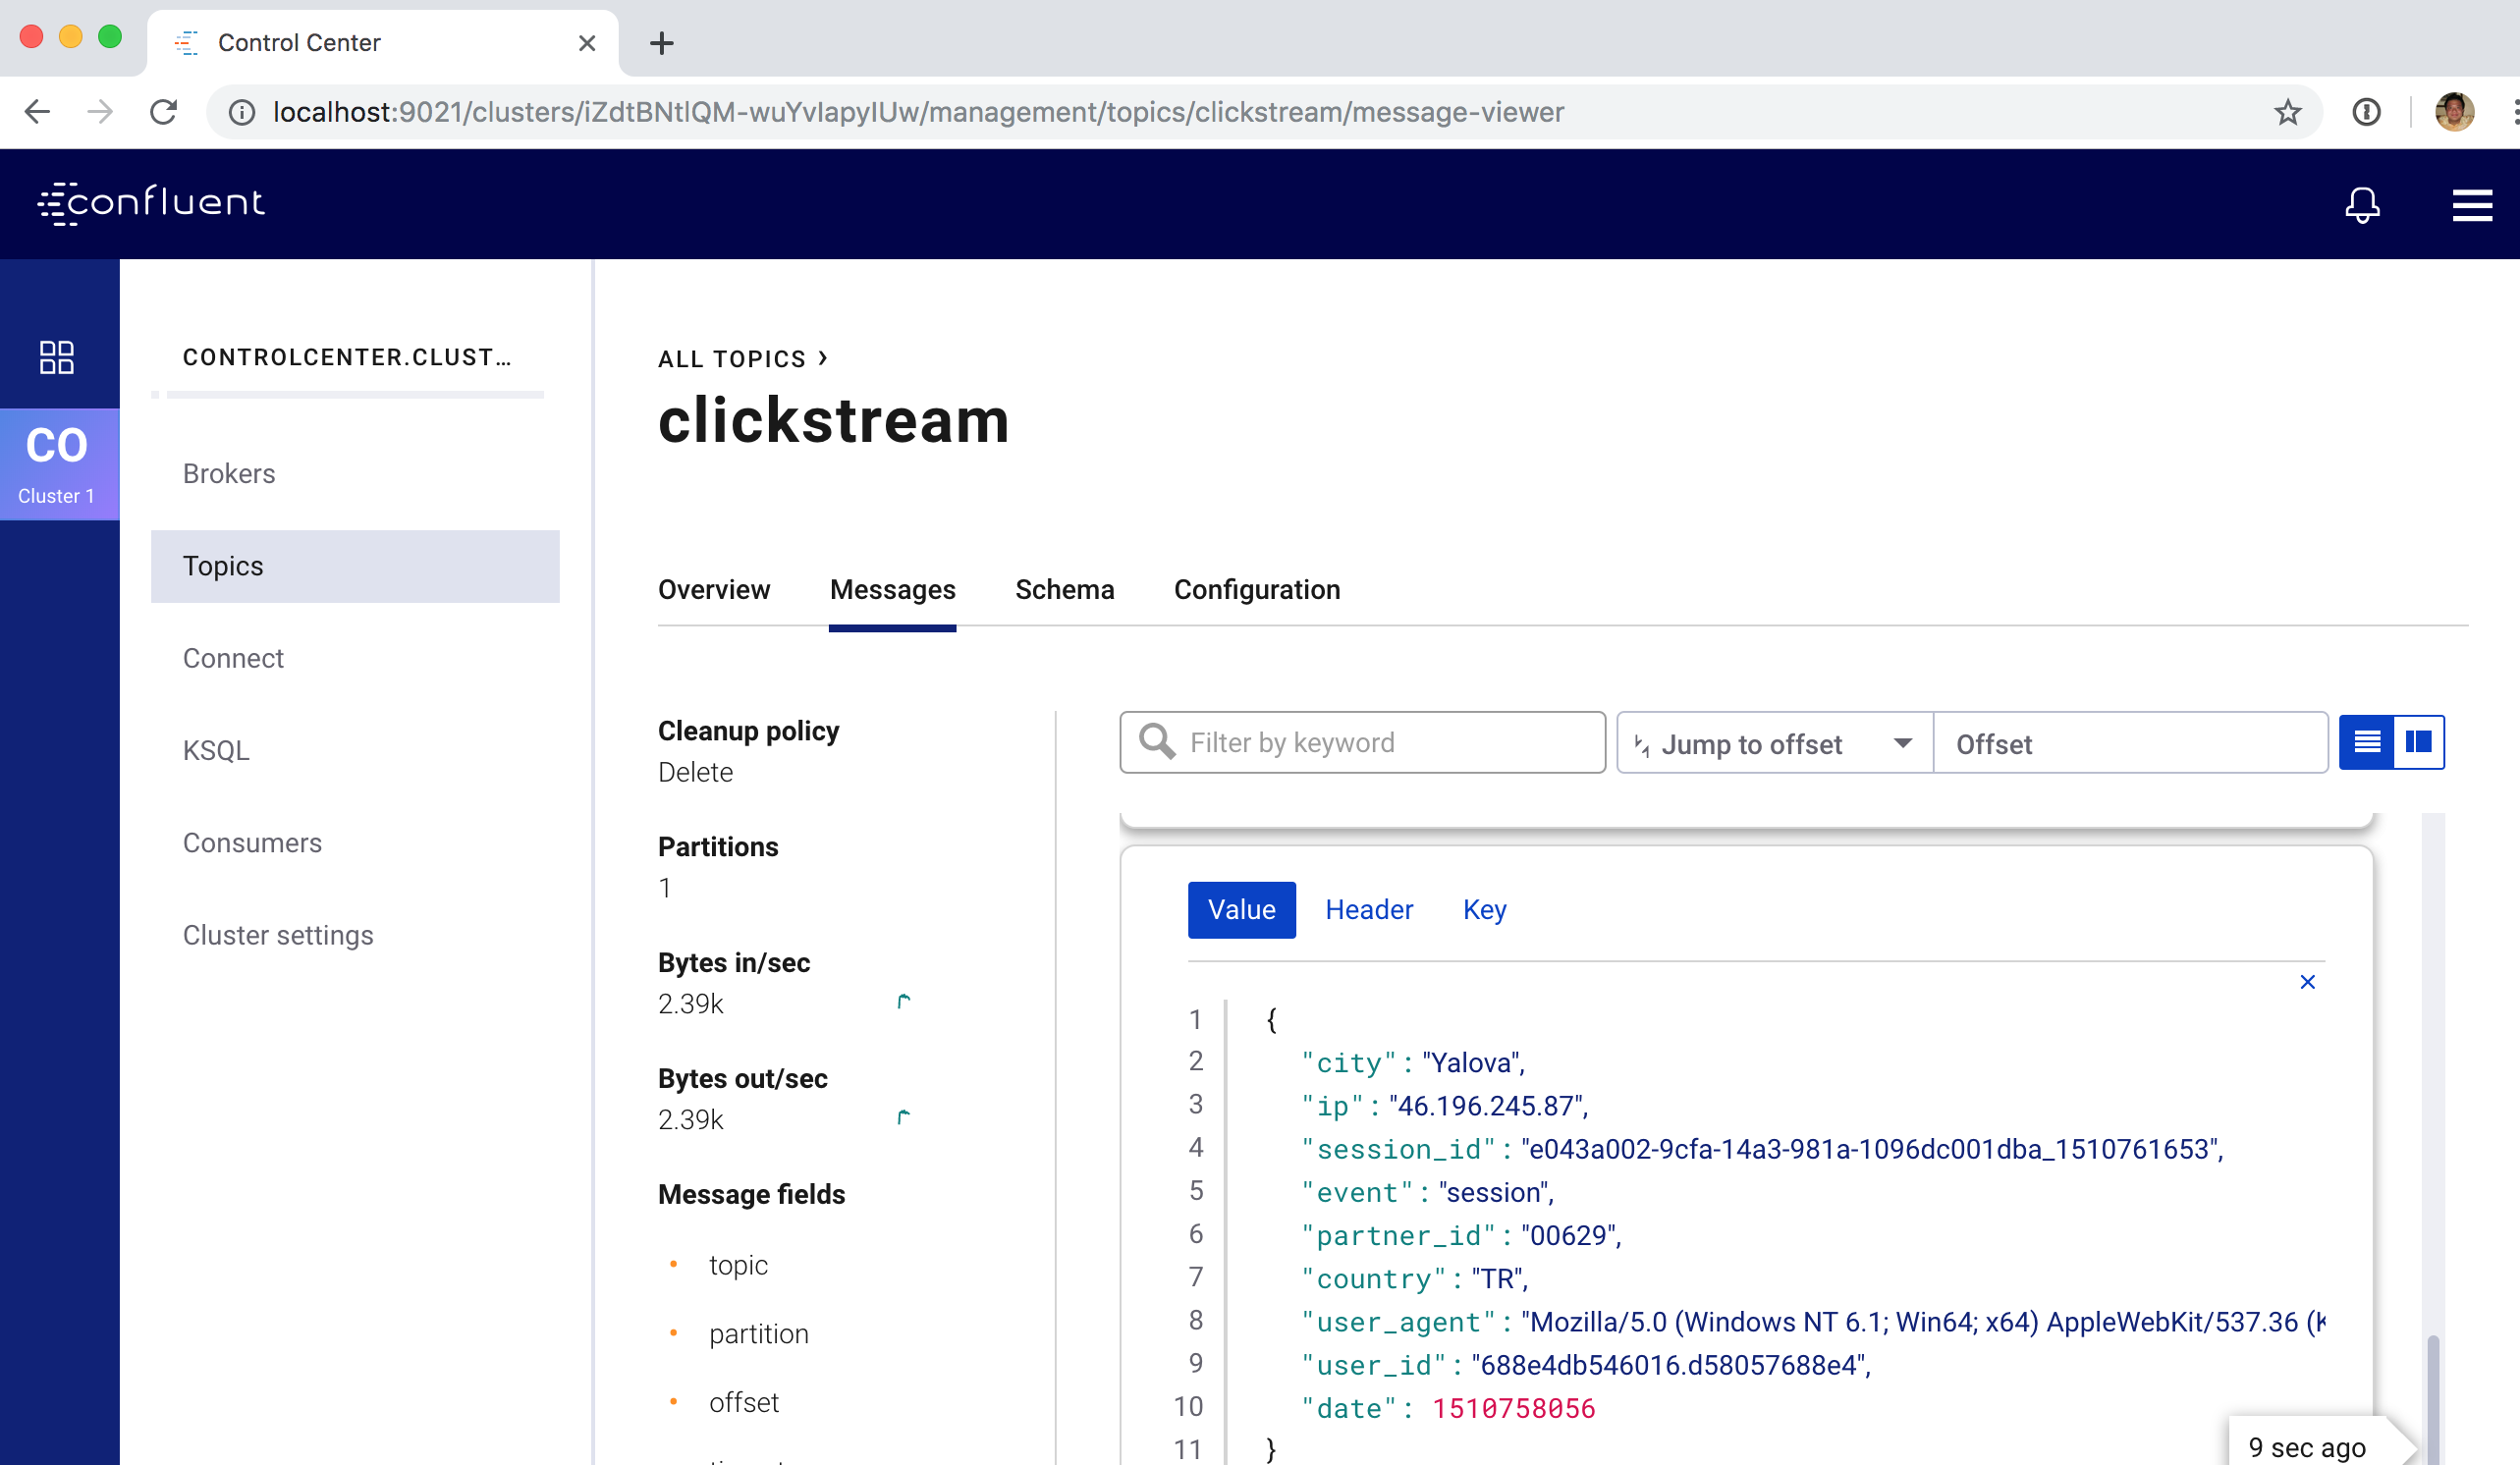 Control Center
localhost:9021/clusters/iZdtBNtlQM-wuYvIapyIUw/management/topics/clickstream/message-viewer
confluent
CONTROLCENTER.CLUST...
CO
Cluster 1
Brokers
Topics
Connect
KSQL
Consumers
Cluster settings
ALL TOPICS >
clickstream
Overview Messages Schema Configuration
Cleanup policy
Delete
Partitions
1
Bytes in/sec
2.39k
Bytes out/sec
2.39k
Message fields
topic
partition
offset
Filter by keyword
Jump to offset
Offset
Value Header Key
1 {
2 "city": "Yalova",
3 "ip": "46.196.245.87",
4 "session_id": "e043a002-9cfa-14a3-981a-1096dc001dba_1510761653",
5 "event": "session",
6 "partner_id": "00629",
7 "country": "TR",
8 "user_agent": "Mozilla/5.0 (Windows NT 6.1; Win64; x64) AppleWebKit/537.36 (K
9 "user_id": "688e4db546016.d58057688e4",
10 "date": 1510758056
11 }
9 sec ago